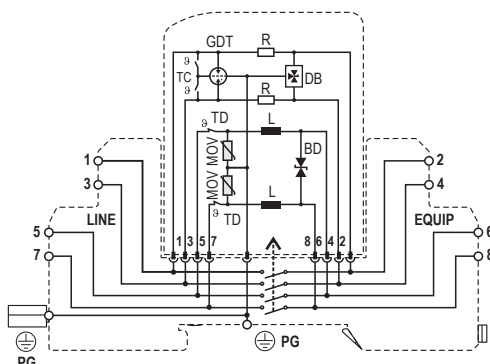 GDT
R
ϑ
TC
DB
ϑ
R
ϑ TD
L
MOV
BD
MOV
L
ϑ TD
1
2
3
4
LINE
EQUIP
1 3 5 7
8 6 4 2
5
6
7
8
PG
PG